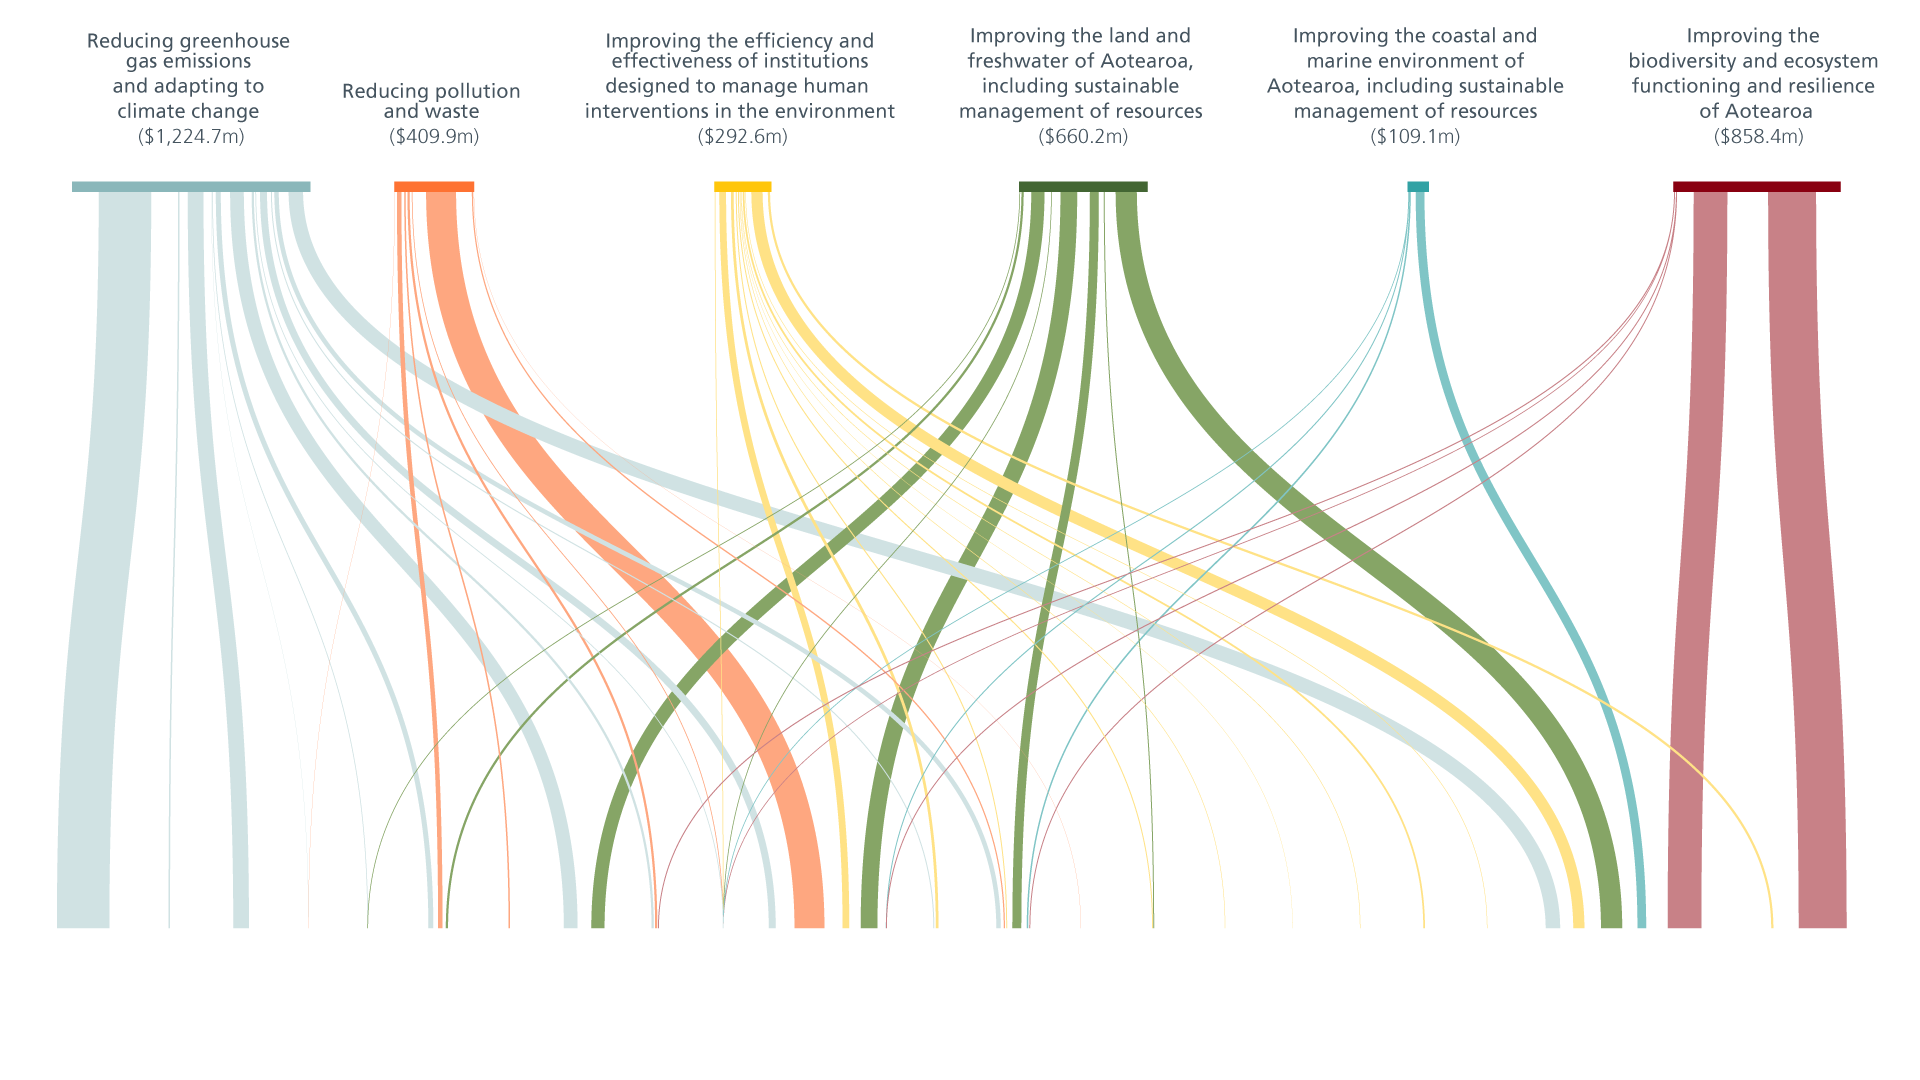 Reducing greenhouse
gas emissions
and adapting to
climate change
($1,224.7m)
Reducing pollution
and waste
($409.9m)
Improving the efficiency and
effectiveness of institutions
designed to manage human
interventions in the environment
($292.6m)
Improving the land and
freshwater of Aotearoa,
including sustainable
management of resources
($660.2m)
Improving the coastal and
marine environment of
Aotearoa, including sustainable
management of resources
($109.1m)
Improving the
biodiversity and ecosystem
functioning and resilience
of Aotearoa
($858.4m)